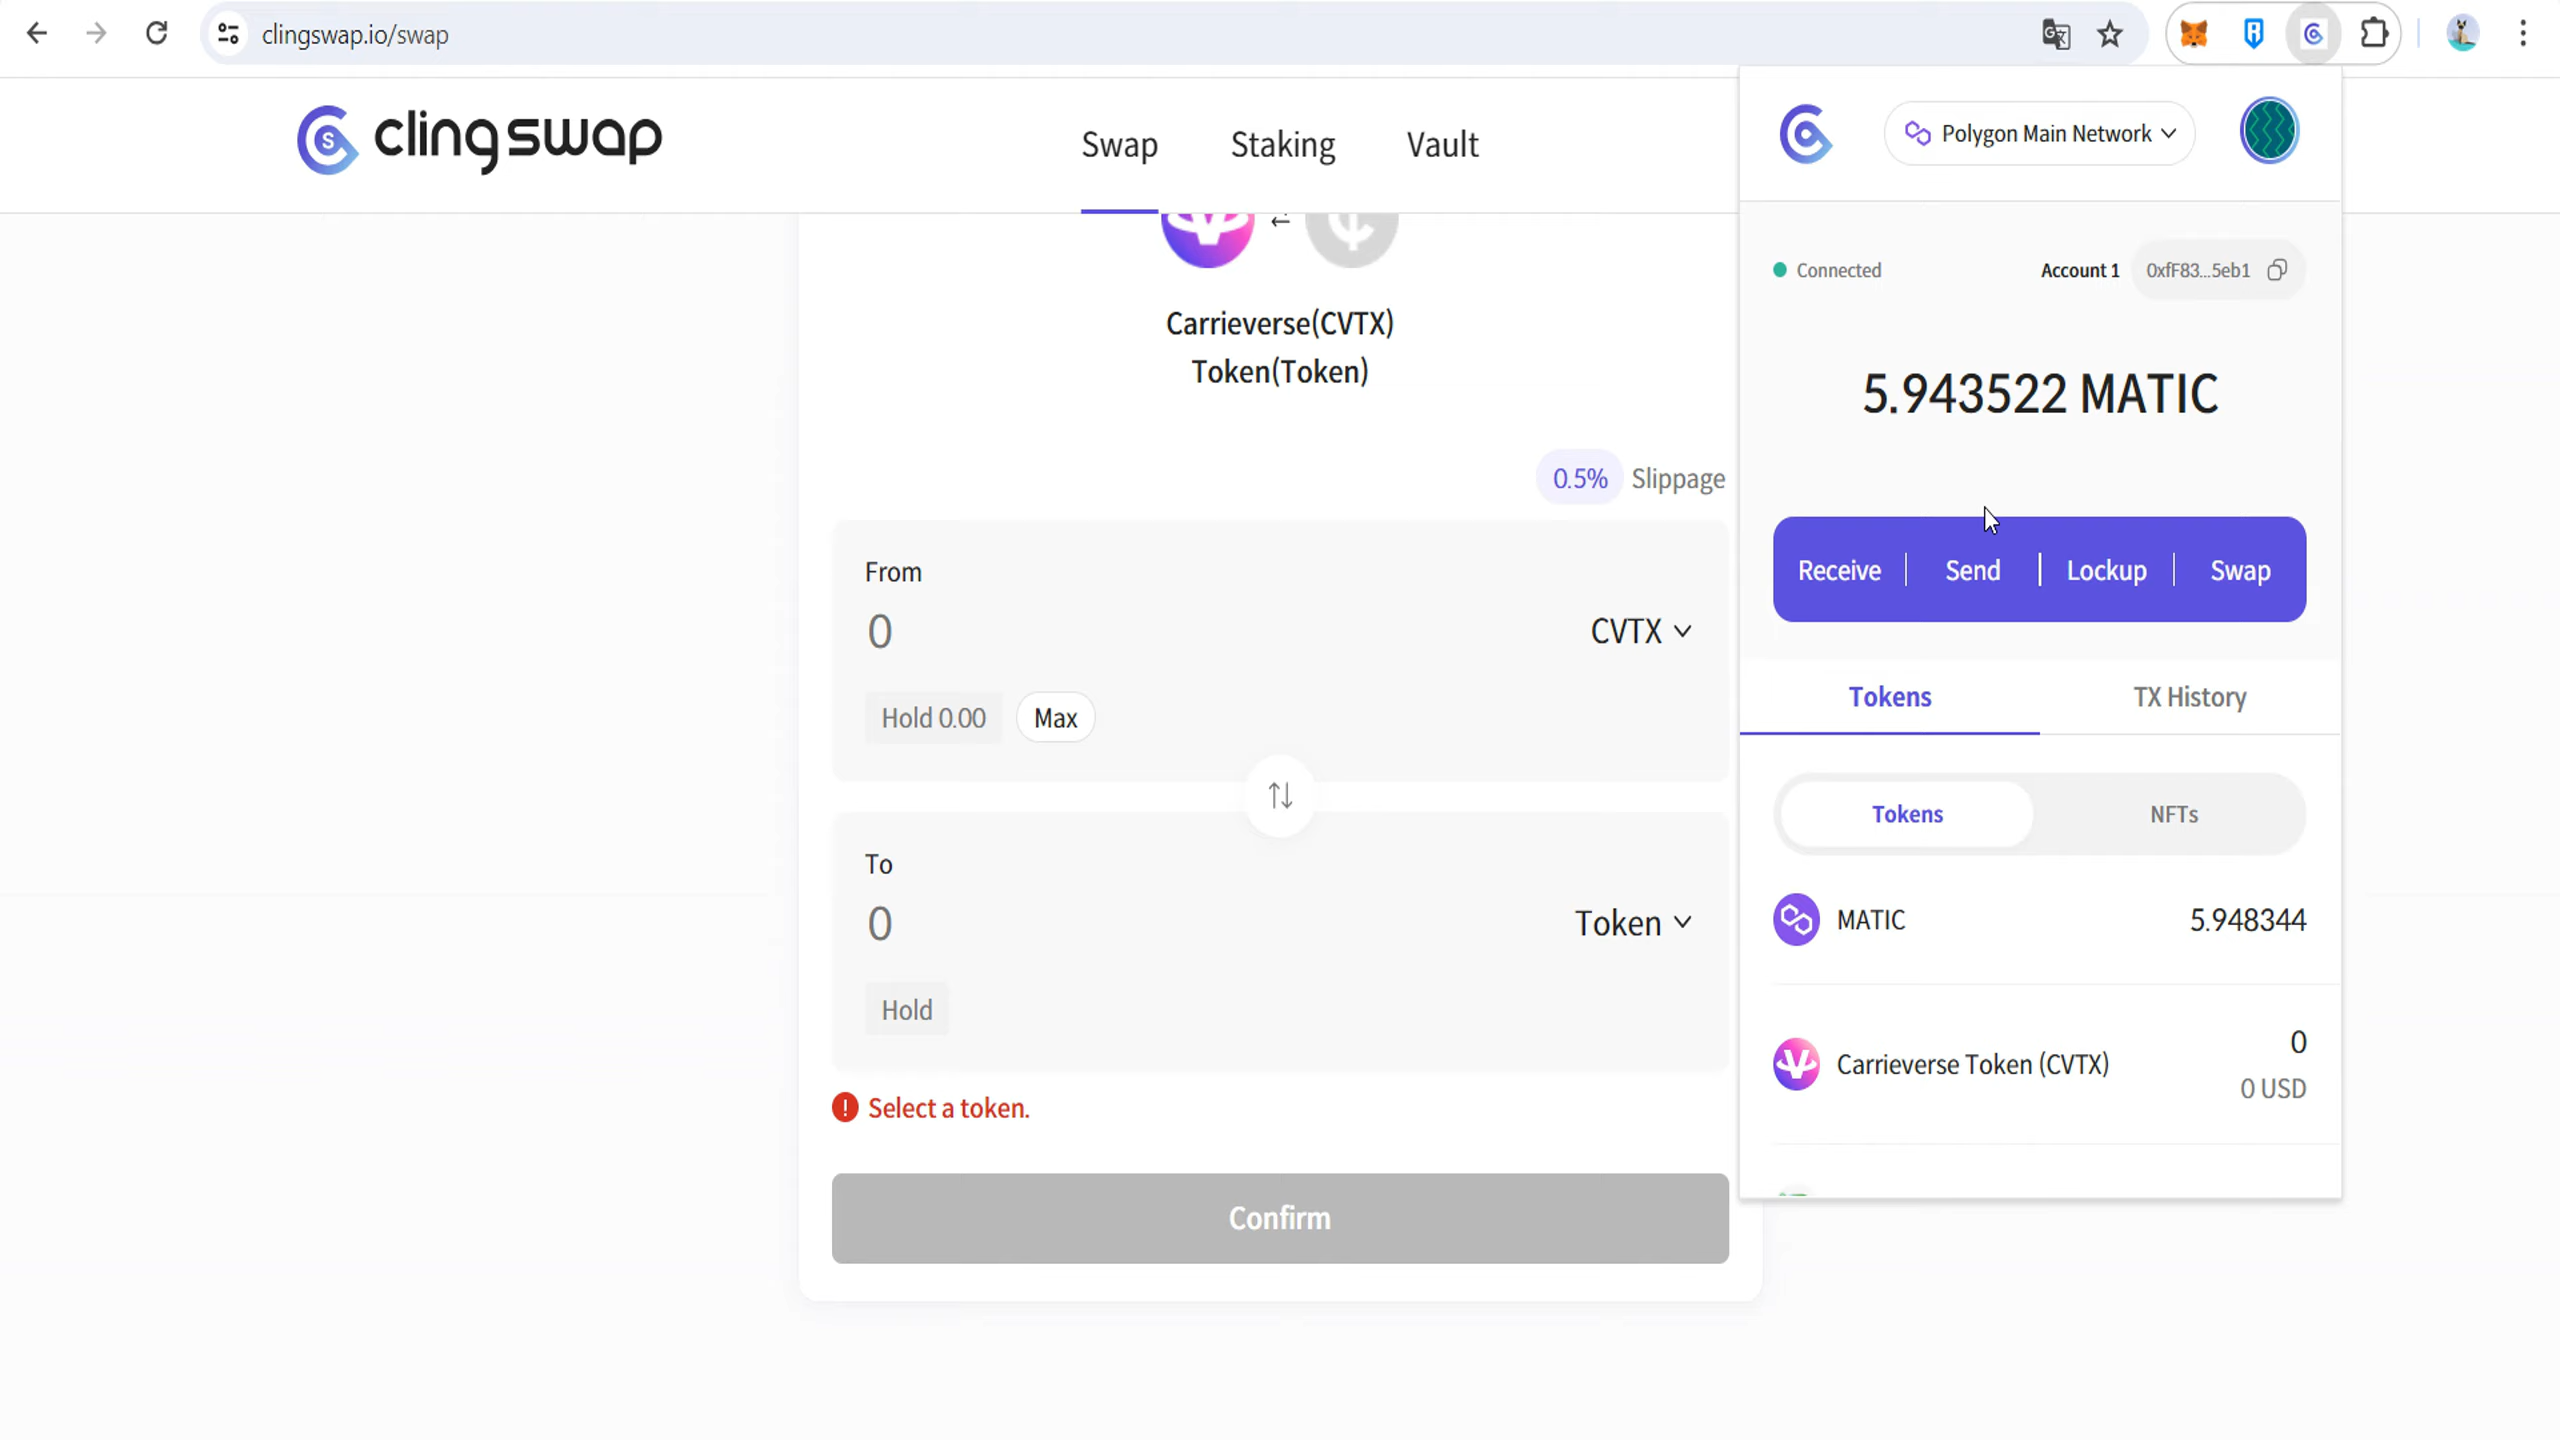 clingswap.io/swap
cling swap
Swap
Staking
Vault
Carrieverse(CVTX)
Token(Token)
0.5%
Slippage
From
0
CVTX
Hold 0.00
Max
To
0
Token
Hold
Select a token.
Confirm
Polygon Main Network
Connected
Account 1
0xfF83...5eb1
5.943522 MATIC
Receive
Send
Lockup
Swap
Tokens
TX History
Tokens
NFTs
MATIC
5.948344
Carrieverse Token (CVTX)
0
0 USD